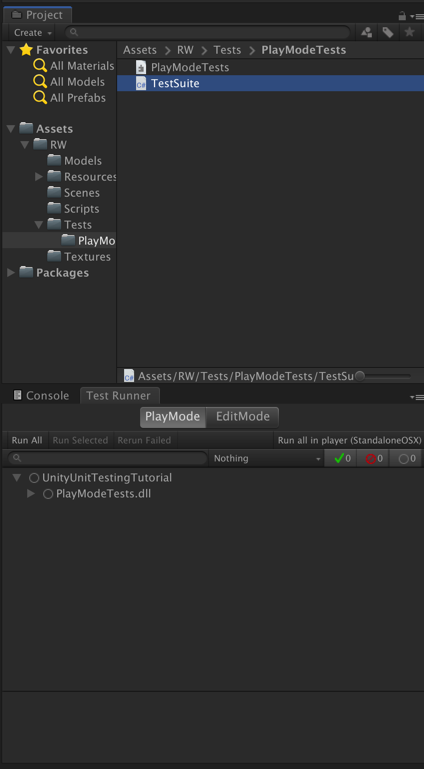 Project
Create
Favorites
All Materials
All Models
All Prefabs
Assets
RW
Models
Resources
Scenes
Scripts
Tests
PlayMo
Textures
Packages
Assets RW Tests PlayModeTests
PlayModeTests
C# TestSuite
C# Assets/RW/Tests/PlayModeTests/TestSu
Console Test Runner
PlayMode EditMode
Run All Run Selected Rerun Failed Run all in player (StandaloneOSX)
Nothing 0 0 0
UnityUnitTestingTutorial
PlayModeTests.dll